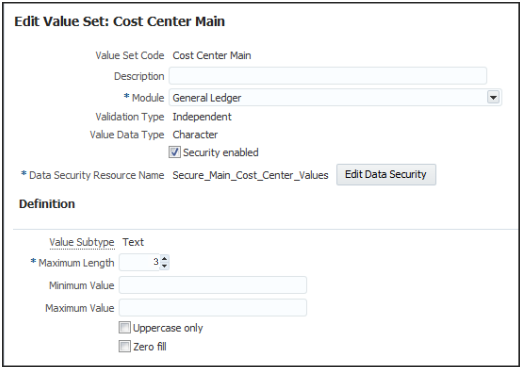 Edit Value Set: Cost Center Main
Value Set Code Cost Center Main
Description
* Module General Ledger
Validation Type Independent
Value Data Type Character
Security enabled
* Data Security Resource Name Secure_Main_Cost_Center_Values Edit Data Security
Definition
Value Subtype Text
* Maximum Length 3
Minimum Value
Maximum Value
Uppercase only
Zero fill